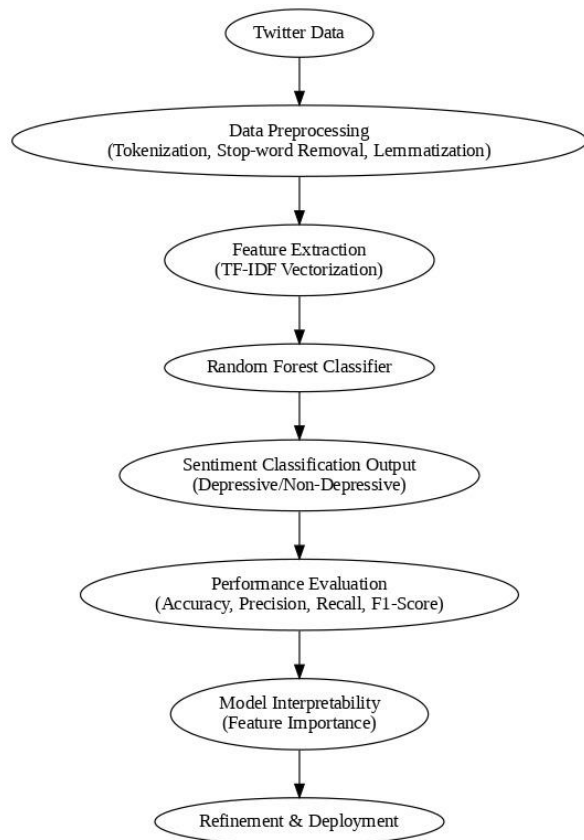 Twitter Data
Data Preprocessing
(Tokenization, Stop-word Removal, Lemmatization)
Feature Extraction
(TF-IDF Vectorization)
Random Forest Classifier
Sentiment Classification Output
(Depressive/Non-Depressive)
Performance Evaluation
(Accuracy, Precision, Recall, F1-Score)
Model Interpretability
(Feature Importance)
Refinement & Deployment